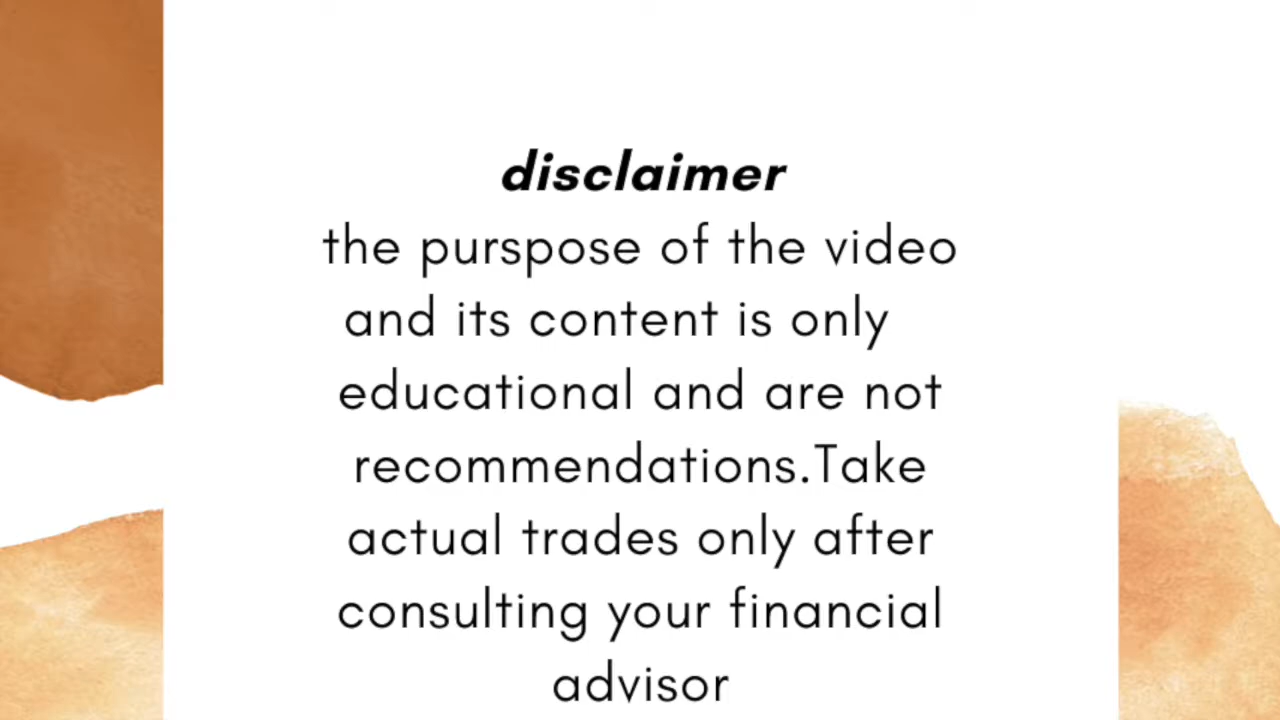 disclaimer
the purspose of the video
and its content is only
educational and are not
recommendations.Take
actual trades only after
consulting your financial
advisor